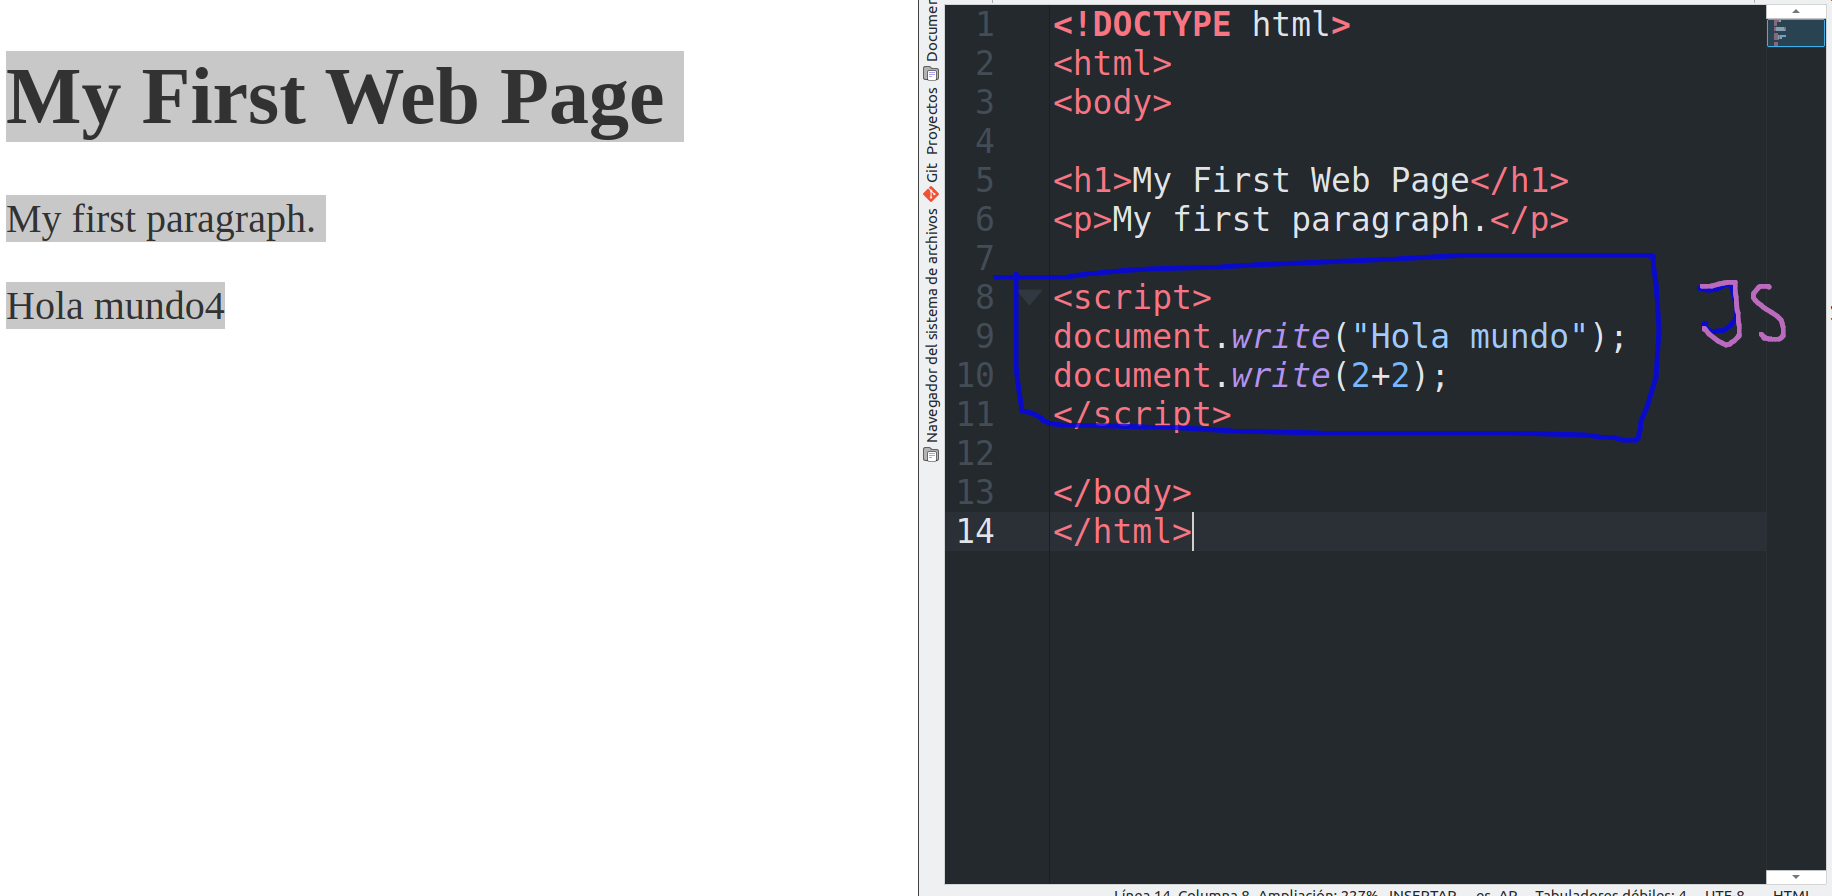 My First Web Page
My first paragraph.
Hola mundo4
Documen
Proyectos
Git
Navegador del sistema de archivos
1 <!DOCTYPE html>
2 <html>
3 <body>
4
5 <h1>My First Web Page</h1>
6 <p>My first paragraph.</p>
7
8 <script>
9 document.write("Hola mundo");
10 document.write(2+2);
11 </script>
12
13 </body>
14 </html>
JS
Línea 14, Columna 8 Ampliación: 227% INSERTAR es_AR Tabuladores débiles: 4 UTF-8 HTML